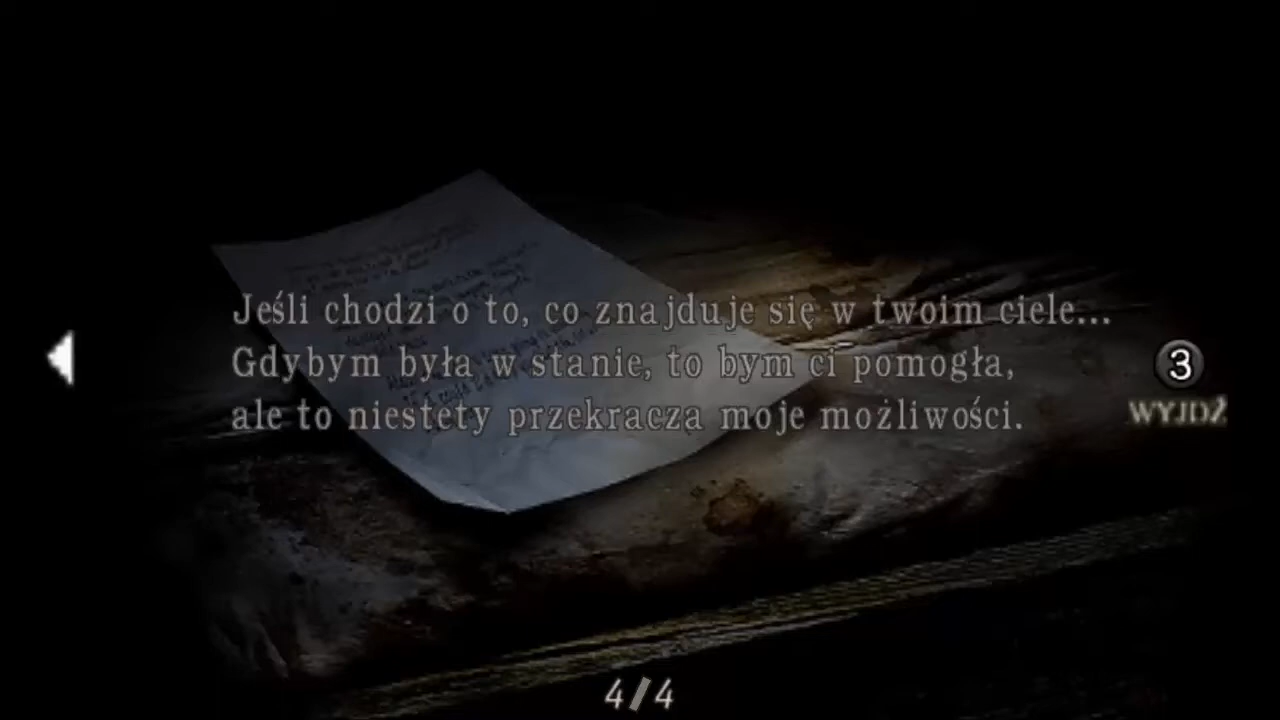 Jeśli chodzi o to, co znajduje się w twoim ciele...
Gdybym była w stanie, to bym ci pomogła,
ale to niestety przekracza moje możliwości.
3
WYJDŹ
4/4